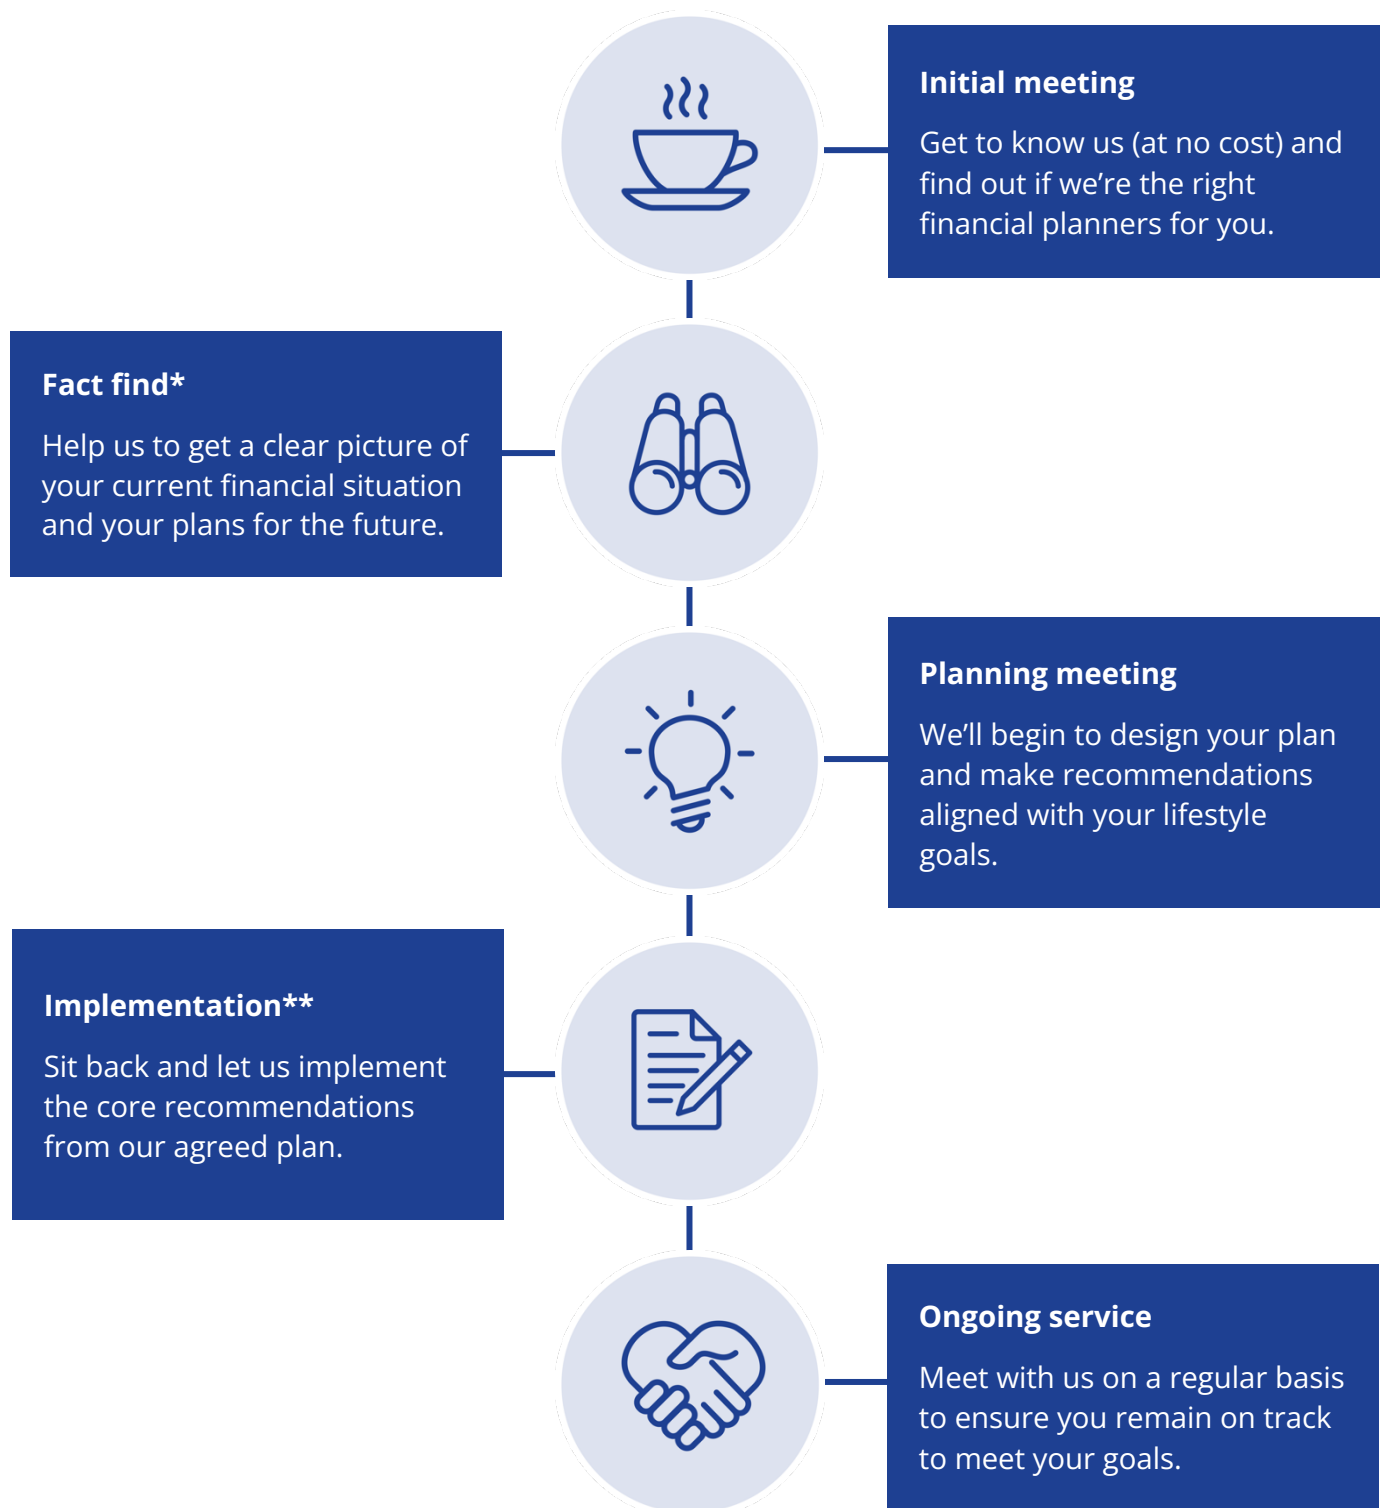 Initial meeting
Get to know us (at no cost) and
find out if we’re the right
financial planners for you.
Fact find*
Help us to get a clear picture of
your current financial situation
and your plans for the future.
Planning meeting
We’ll begin to design your plan
and make recommendations
aligned with your lifestyle
goals.
Implementation**
Sit back and let us implement
the core recommendations
from our agreed plan.
Ongoing service
Meet with us on a regular basis
to ensure you remain on track
to meet your goals.